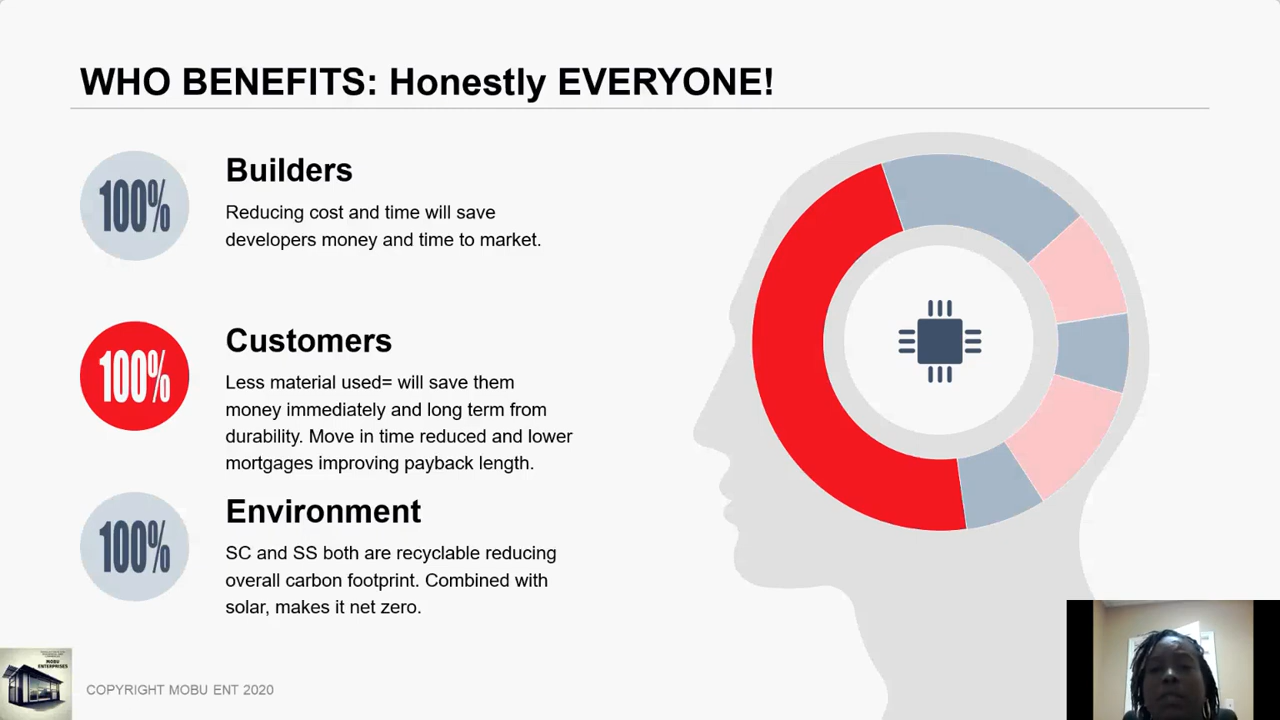 WHO BENEFITS: Honestly EVERYONE!
100%
Builders
Reducing cost and time will save
developers money and time to market.
100%
Customers
Less material used= will save them
money immediately and long term from
durability. Move in time reduced and lower
mortgages improving payback length.
100%
Environment
SC and SS both are recyclable reducing
overall carbon footprint. Combined with
solar, makes it net zero.
MOBU
ENTERPRISES
COPYRIGHT MOBU ENT 2020